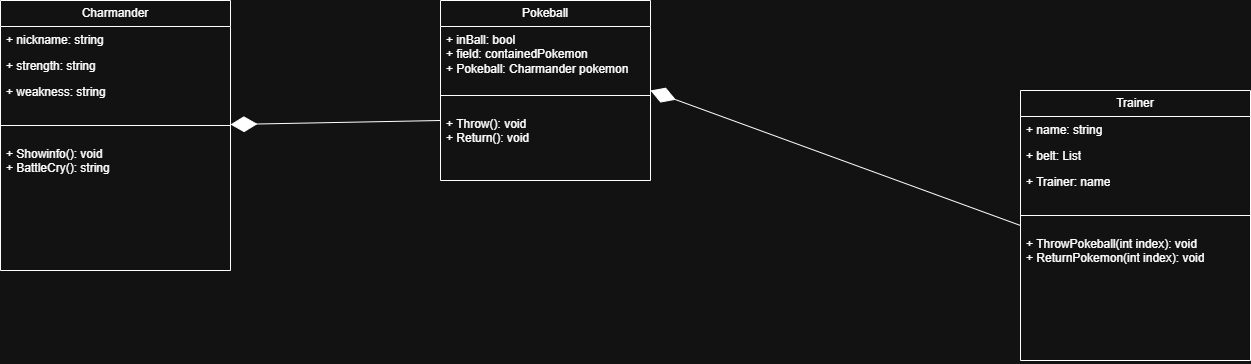 Charmander
+ nickname: string
+ strength: string
+ weakness: string
+ Showinfo(): void
+ BattleCry(): string
Pokeball
+ inBall: bool
+ field: containedPokemon
+ Pokeball: Charmander pokemon
+ Throw(): void
+ Return(): void
Trainer
+ name: string
+ belt: List
+ Trainer: name
+ ThrowPokeball(int index): void
+ ReturnPokemon(int index): void